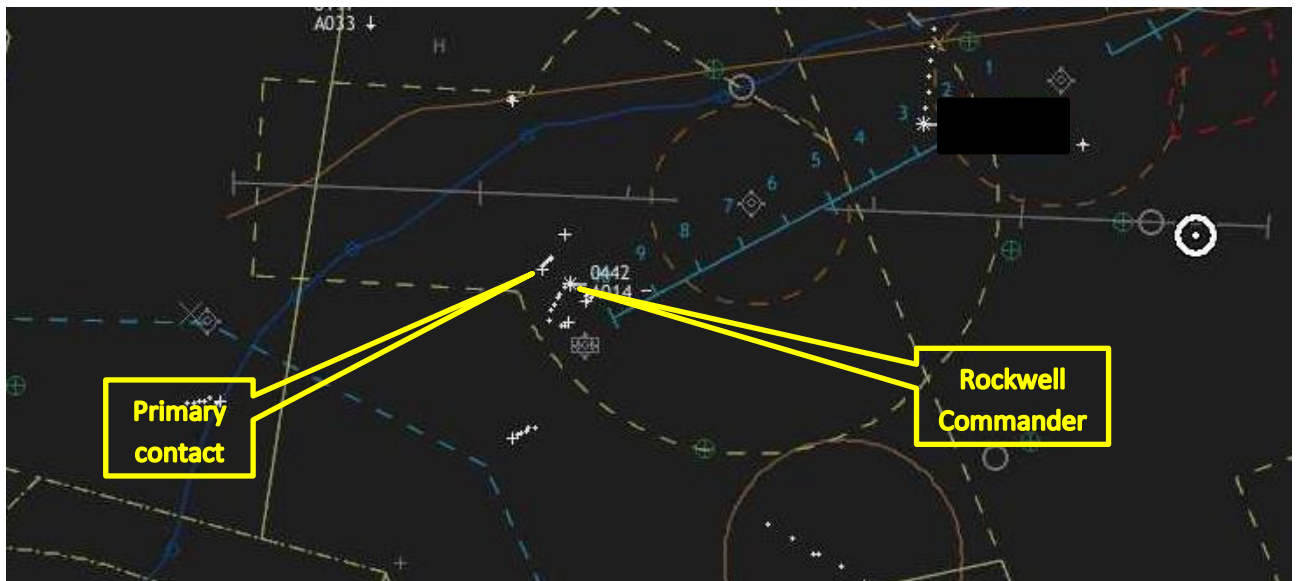 A033 ↓
H
1
2
3
4
5
6
7
8
9
0442
A014 –
Primary
contact
Rockwell
Commander